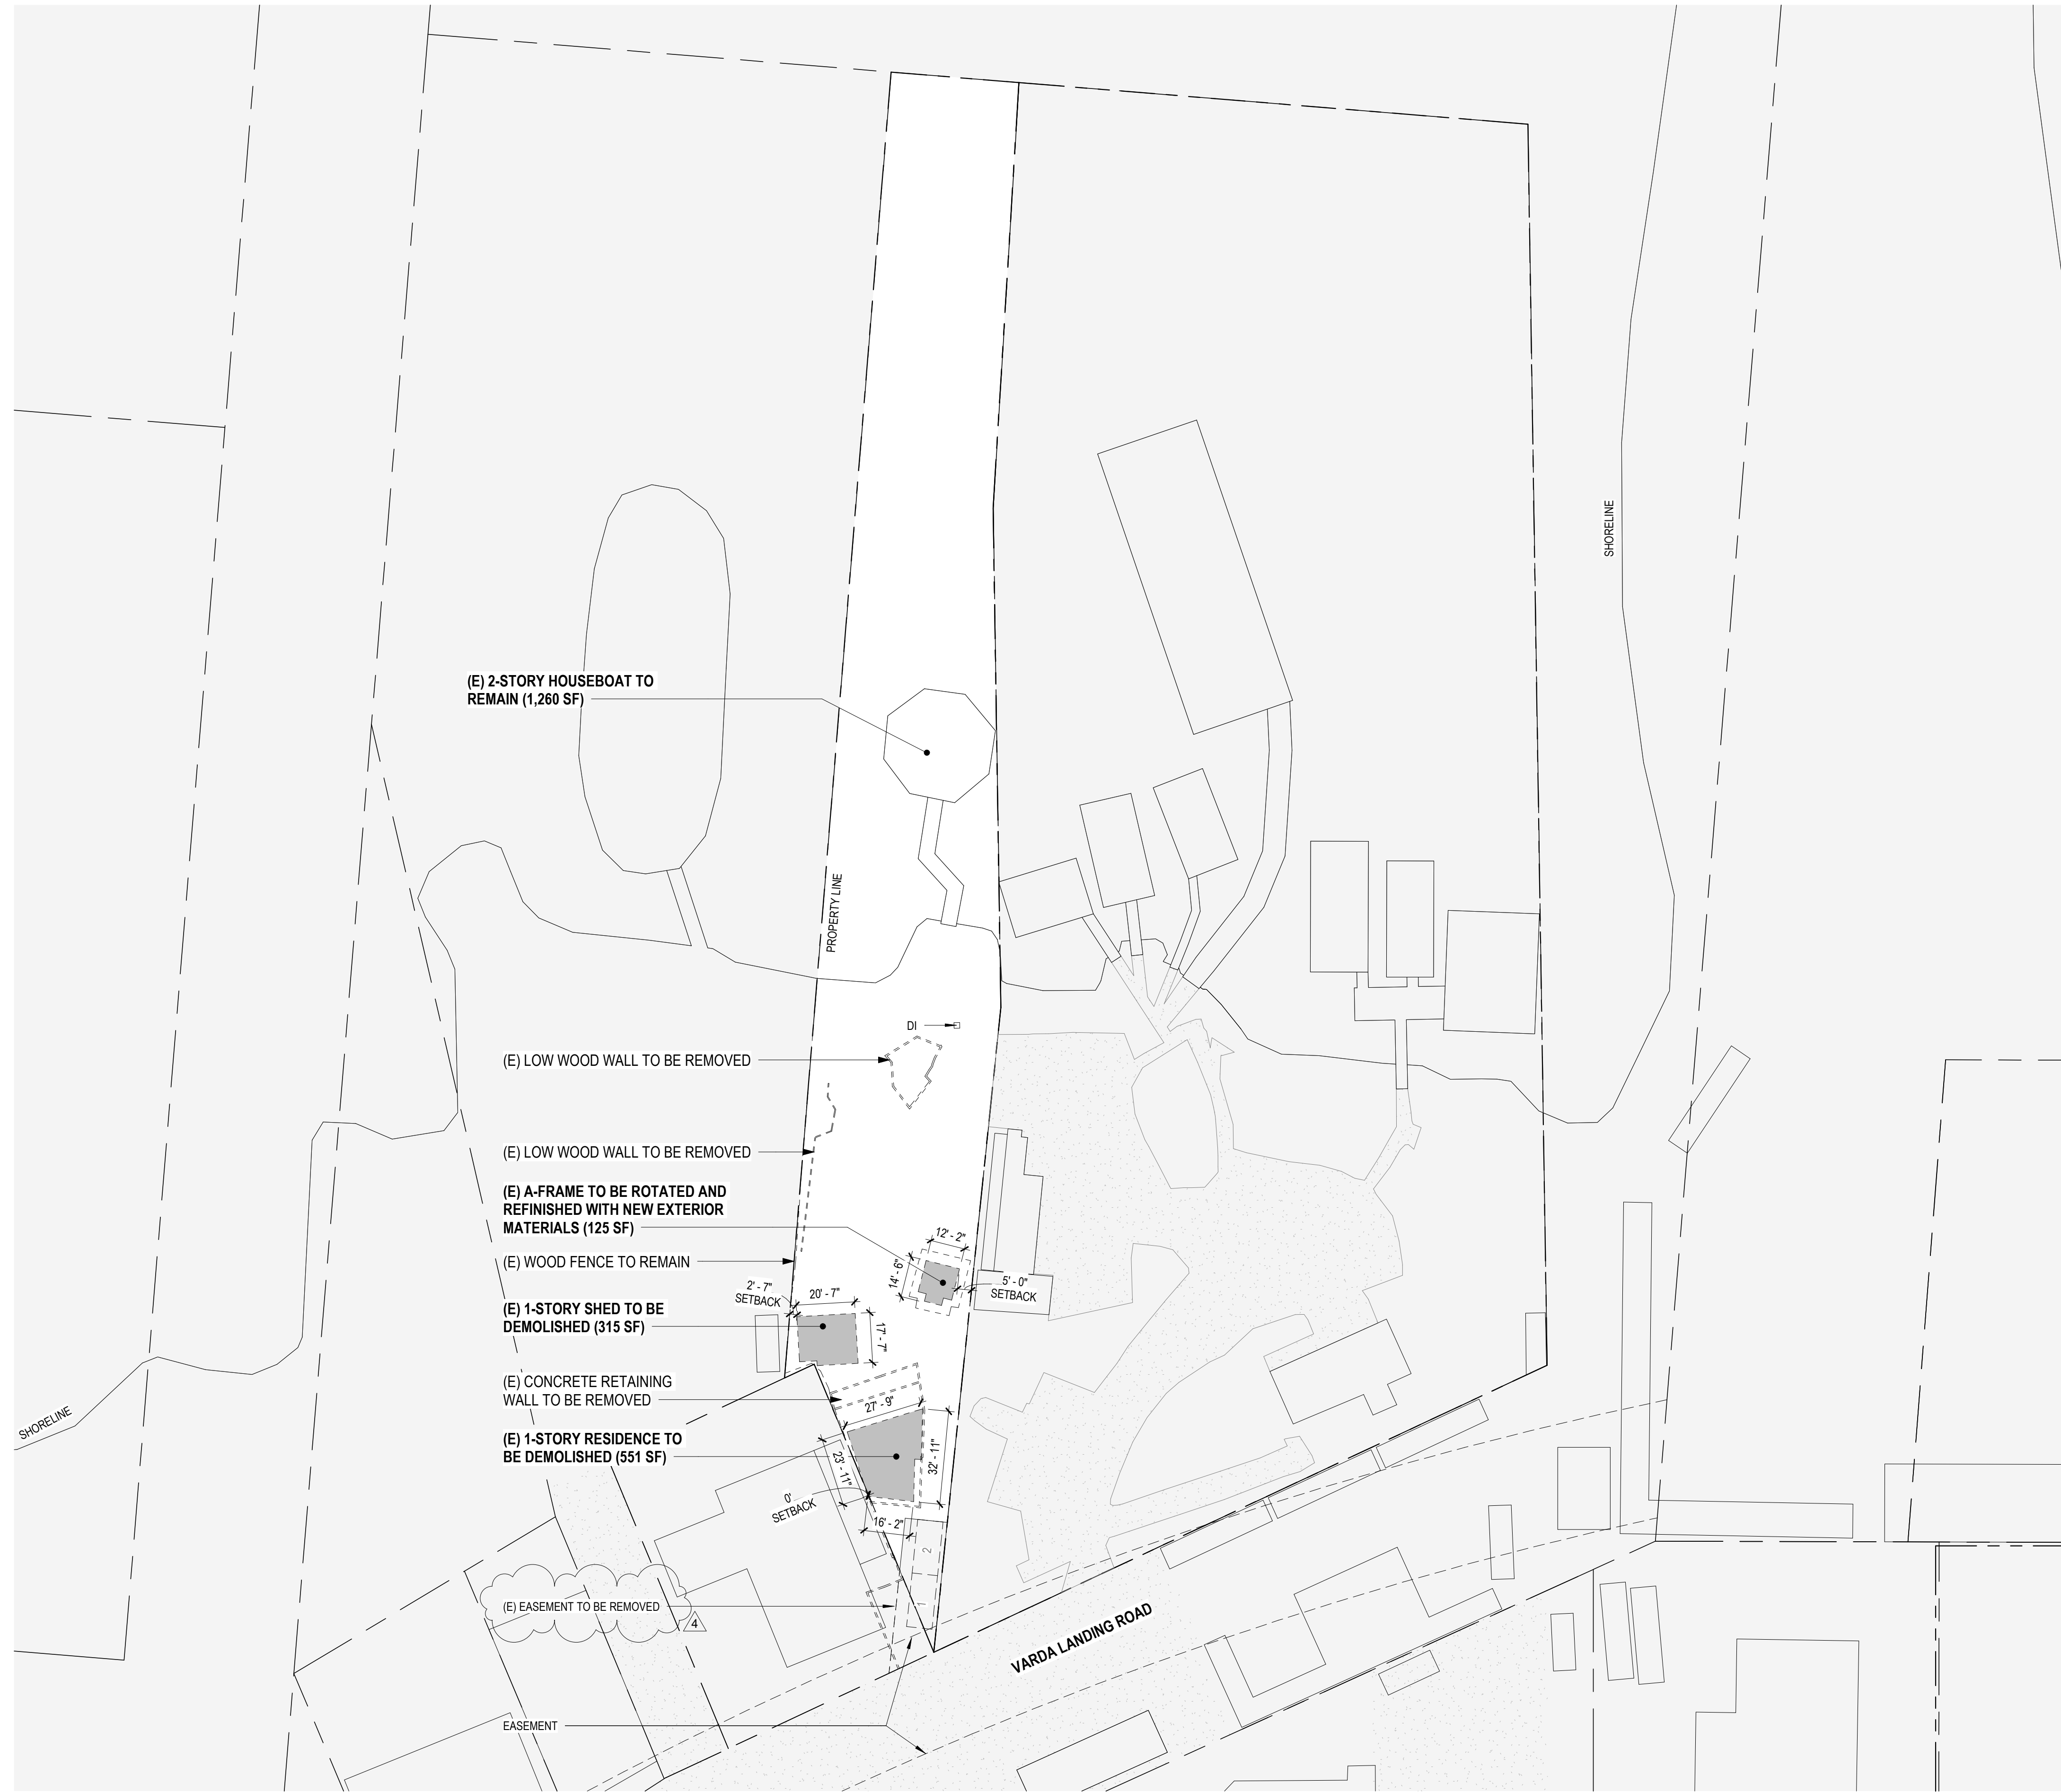 SHORELINE
(E) 2-STORY HOUSEBOAT TO
REMAIN (1,260 SF)
PROPERTY LINE
DI
(E) LOW WOOD WALL TO BE REMOVED
(E) LOW WOOD WALL TO BE REMOVED
(E) A-FRAME TO BE ROTATED AND
REFINISHED WITH NEW EXTERIOR
MATERIALS (125 SF)
12' - 2"
14' - 6"
(E) WOOD FENCE TO REMAIN
5' - 0"
SETBACK
2' - 7"
SETBACK
20' - 7"
(E) 1-STORY SHED TO BE
DEMOLISHED (315 SF)
17' - 7"
(E) CONCRETE RETAINING
WALL TO BE REMOVED
27' - 9"
SHORELINE
(E) 1-STORY RESIDENCE TO
BE DEMOLISHED (551 SF)
23' - 11"
32' - 11"
0'
SETBACK
16' - 2"
2
1
(E) EASEMENT TO BE REMOVED
4
VARDA LANDING ROAD
EASEMENT